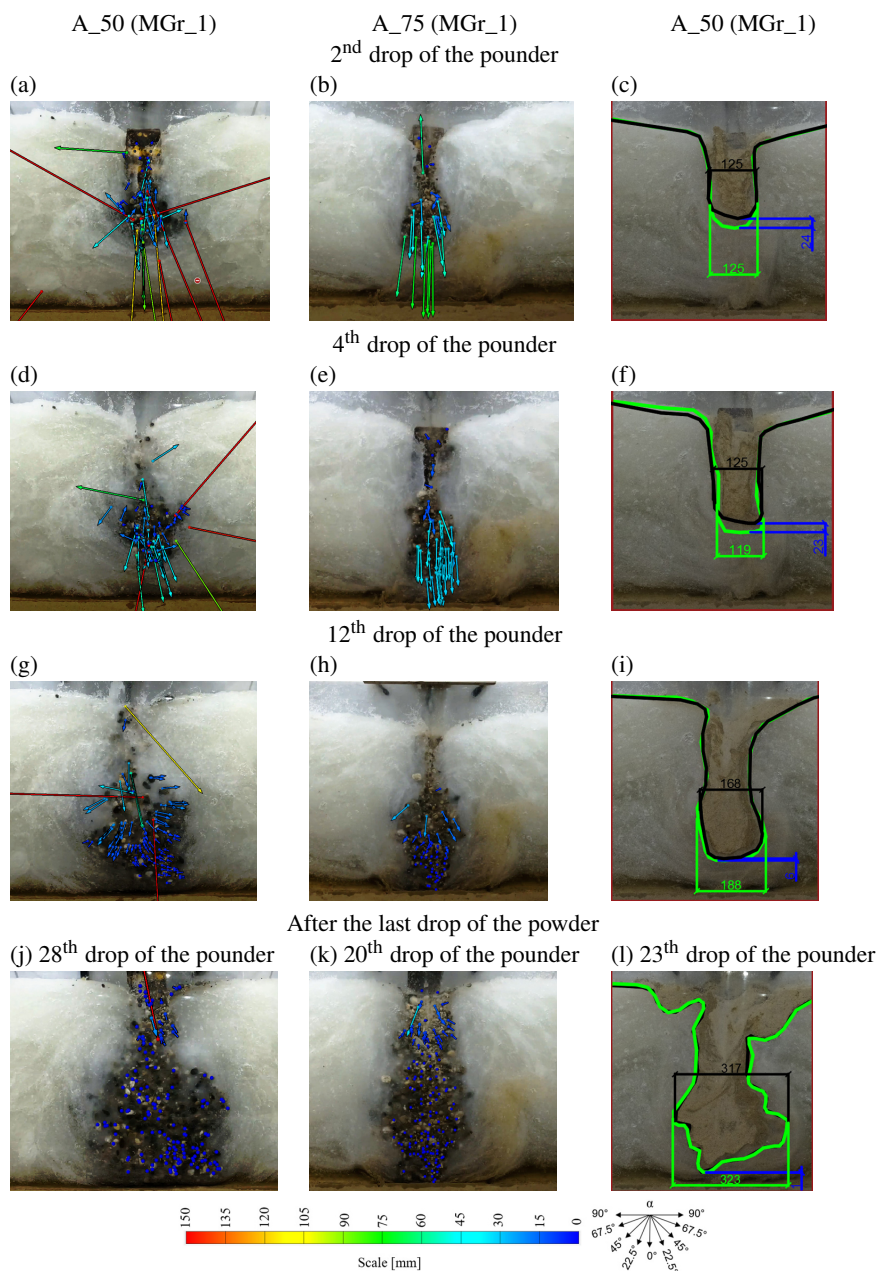 A_50 (MGr_1) A_75 (MGr_1) A_50 (MGr_1)
2nd drop of the pounder
(a) (b) (c)
125
24
125
4th drop of the pounder
(d) (e) (f)
125
23
119
12th drop of the pounder
(g) (h) (i)
168
188
After the last drop of the powder
(j) 28th drop of the pounder (k) 20th drop of the pounder (l) 23th drop of the pounder
317
323
150 135 120 105 90 75 60 45 30 15 0
Scale [mm]
α
90° 90°
67.5° 67.5°
45° 45°
22.5° 0° 22.5°